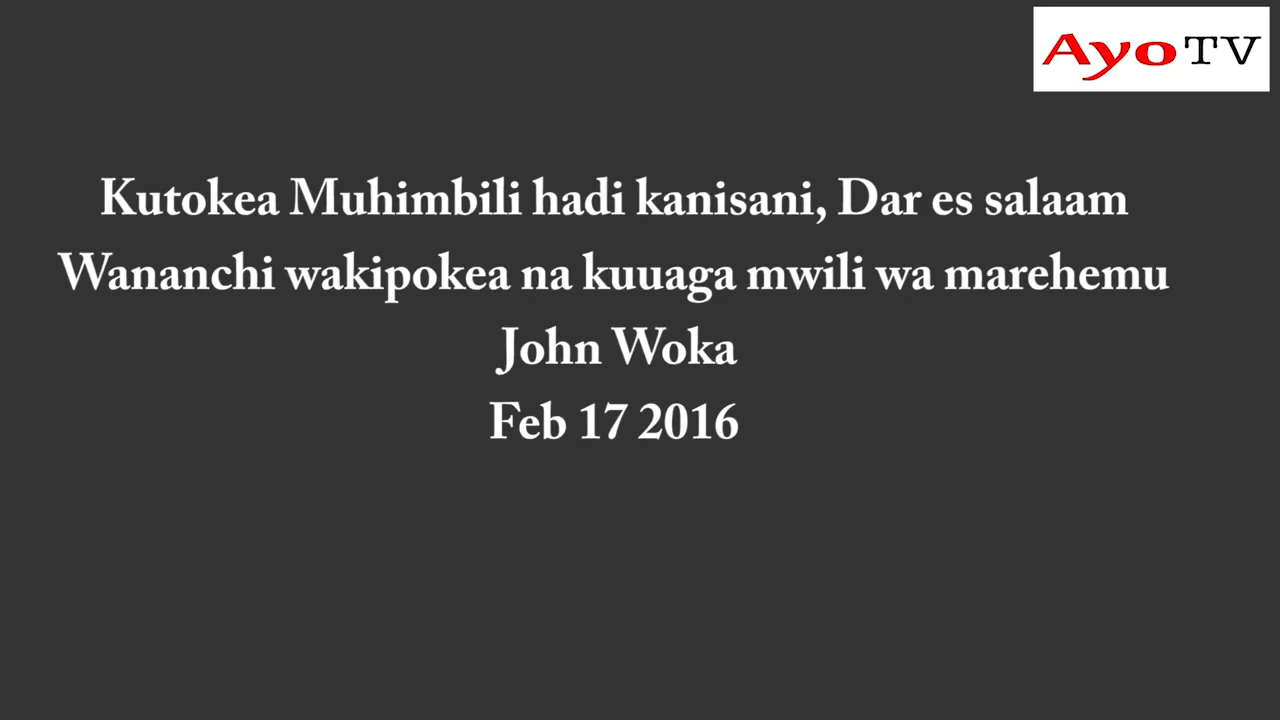 AyoTV
Kutokea Muhimbili hadi kanisani, Dar es salaam
Wananchi wakipokea na kuuaga mwili wa marehemu
John Woka
Feb 17 2016